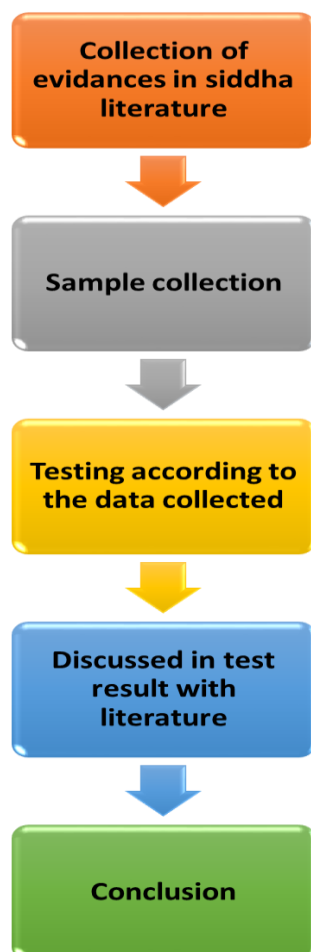 Collection of
evidances in siddha
literature
Sample collection
Testing according to
the data collected
Discussed in test
result with
literature
Conclusion